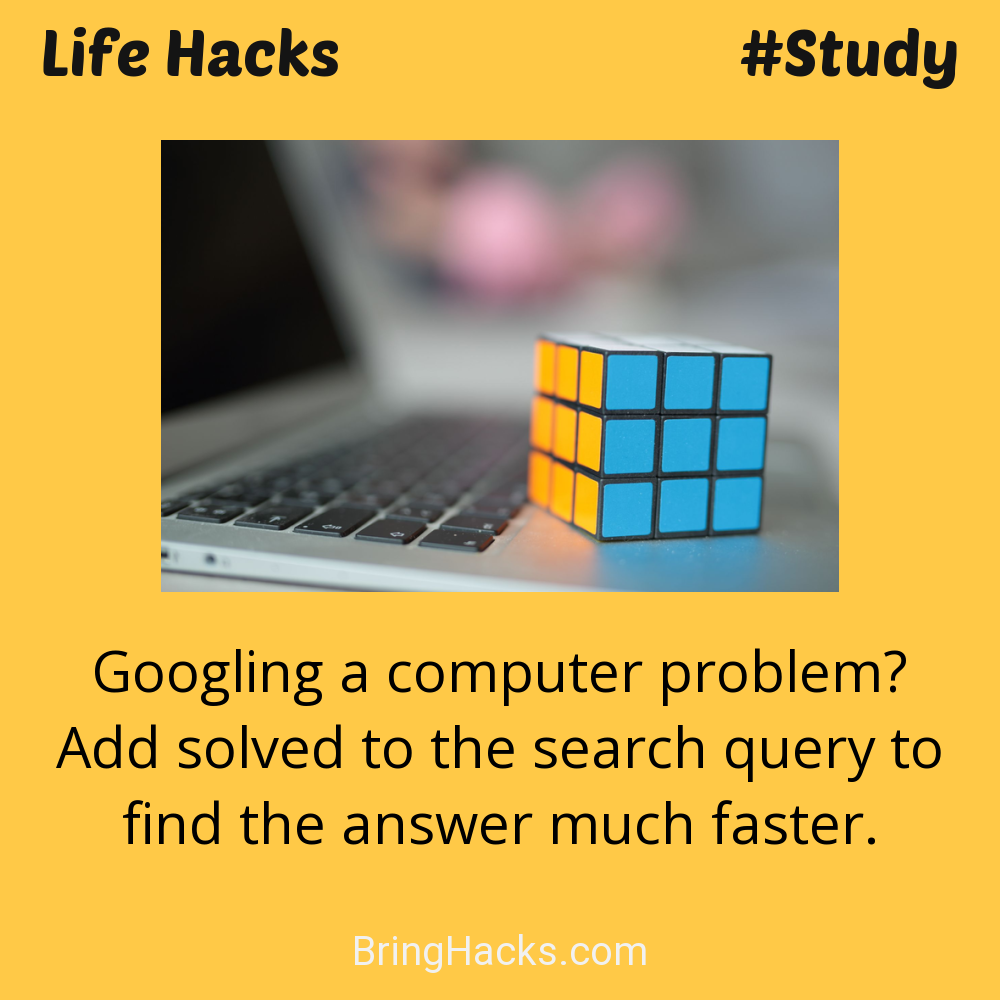 Life Hacks
#Study
Googling a computer problem?
Add solved to the search query to
find the answer much faster.
BringHacks.com